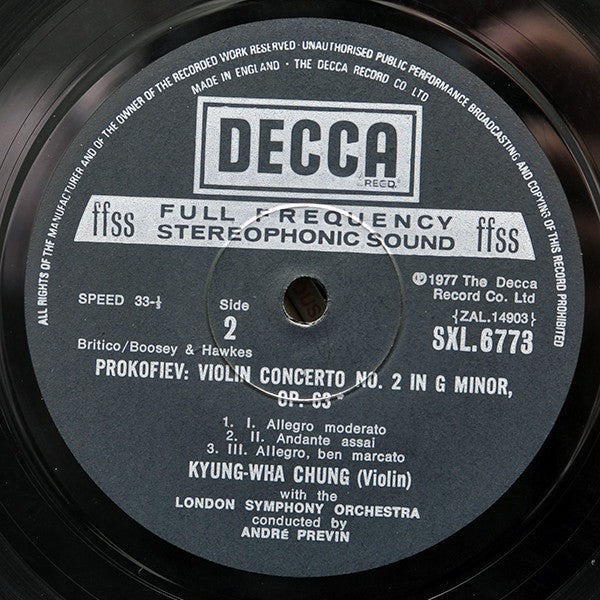 ALL RIGHTS OF THE MANUFACTURER AND OF THE OWNER OF THE RECORDED WORK RESERVED · UNAUTHORISED PUBLIC PERFORMANCE BROADCASTING AND COPYING OF THIS RECORD PROHIBITED
MADE IN ENGLAND · THE DECCA RECORD CO LTD
DECCA
REGD.
ffss FULL FREQUENCY ffss
STEREOPHONIC SOUND
℗1977 The Decca
Record Co. Ltd
SPEED 33-⅓
Side
2
{ZAL.14903}
SXL.6773
Britico/Boosey & Hawkes
PROKOFIEV: VIOLIN CONCERTO NO. 2 IN G MINOR,
OP. 63
1. I. Allegro moderato
2. II. Andante assai
3. III. Allegro, ben marcato
KYUNG-WHA CHUNG (Violin)
with the
LONDON SYMPHONY ORCHESTRA
conducted by
ANDRÉ PREVIN